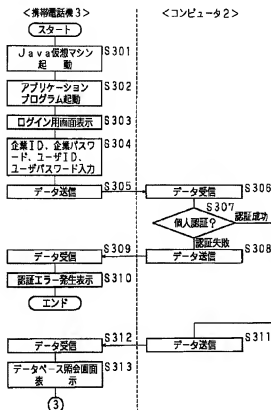 <携帯電話機3>
<コンピュータ2>
スタート
Java仮想マシン
起動
S301
アプリケーション
プログラム起動
S302
ログイン用画面表示
S303
企業ID、企業パスワ
ード、ユーザID、
ユーザパスワード入力
S304
データ送信
S305
データ受信
S306
個人認証?
S307
認証成功
認証失敗
データ受信
S309
データ送信
S308
認証エラー発生表示
S310
エンド
データ受信
S312
データ送信
S311
データベース照会画面
表示
S313
3